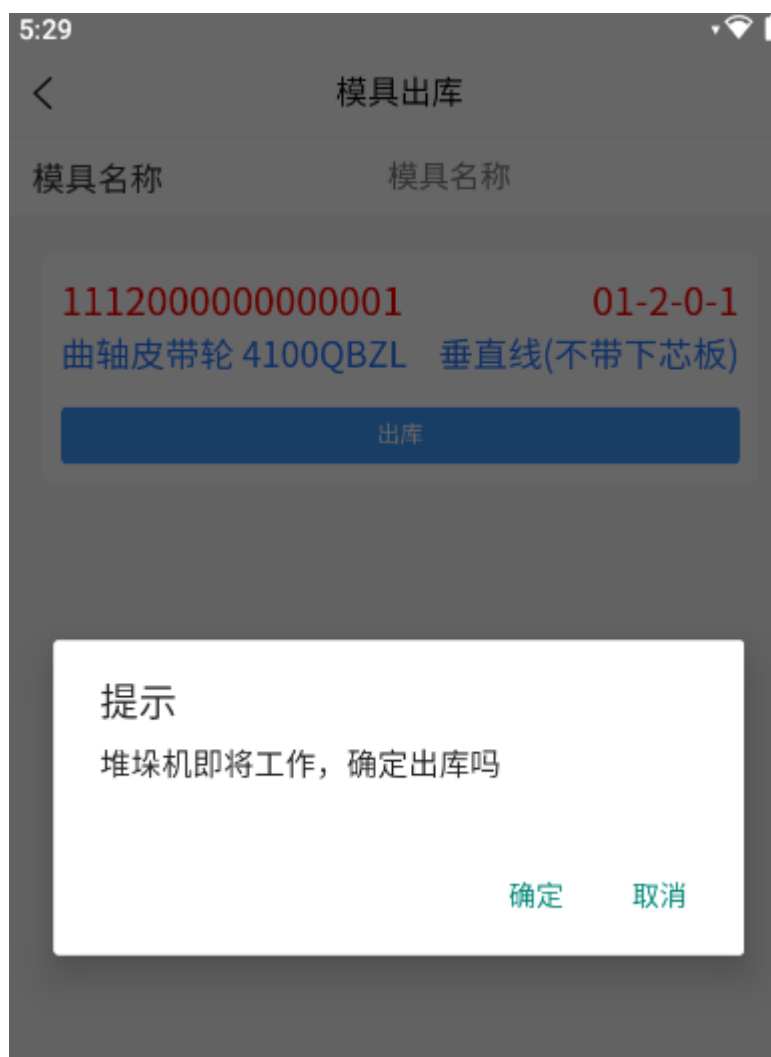 5:29
模具出库
模具名称 模具名称
1112000000000001 01-2-0-1
曲轴皮带轮 4100QBZL 垂直线(不带下芯板)
出库
提示
堆垛机即将工作，确定出库吗
确定 取消